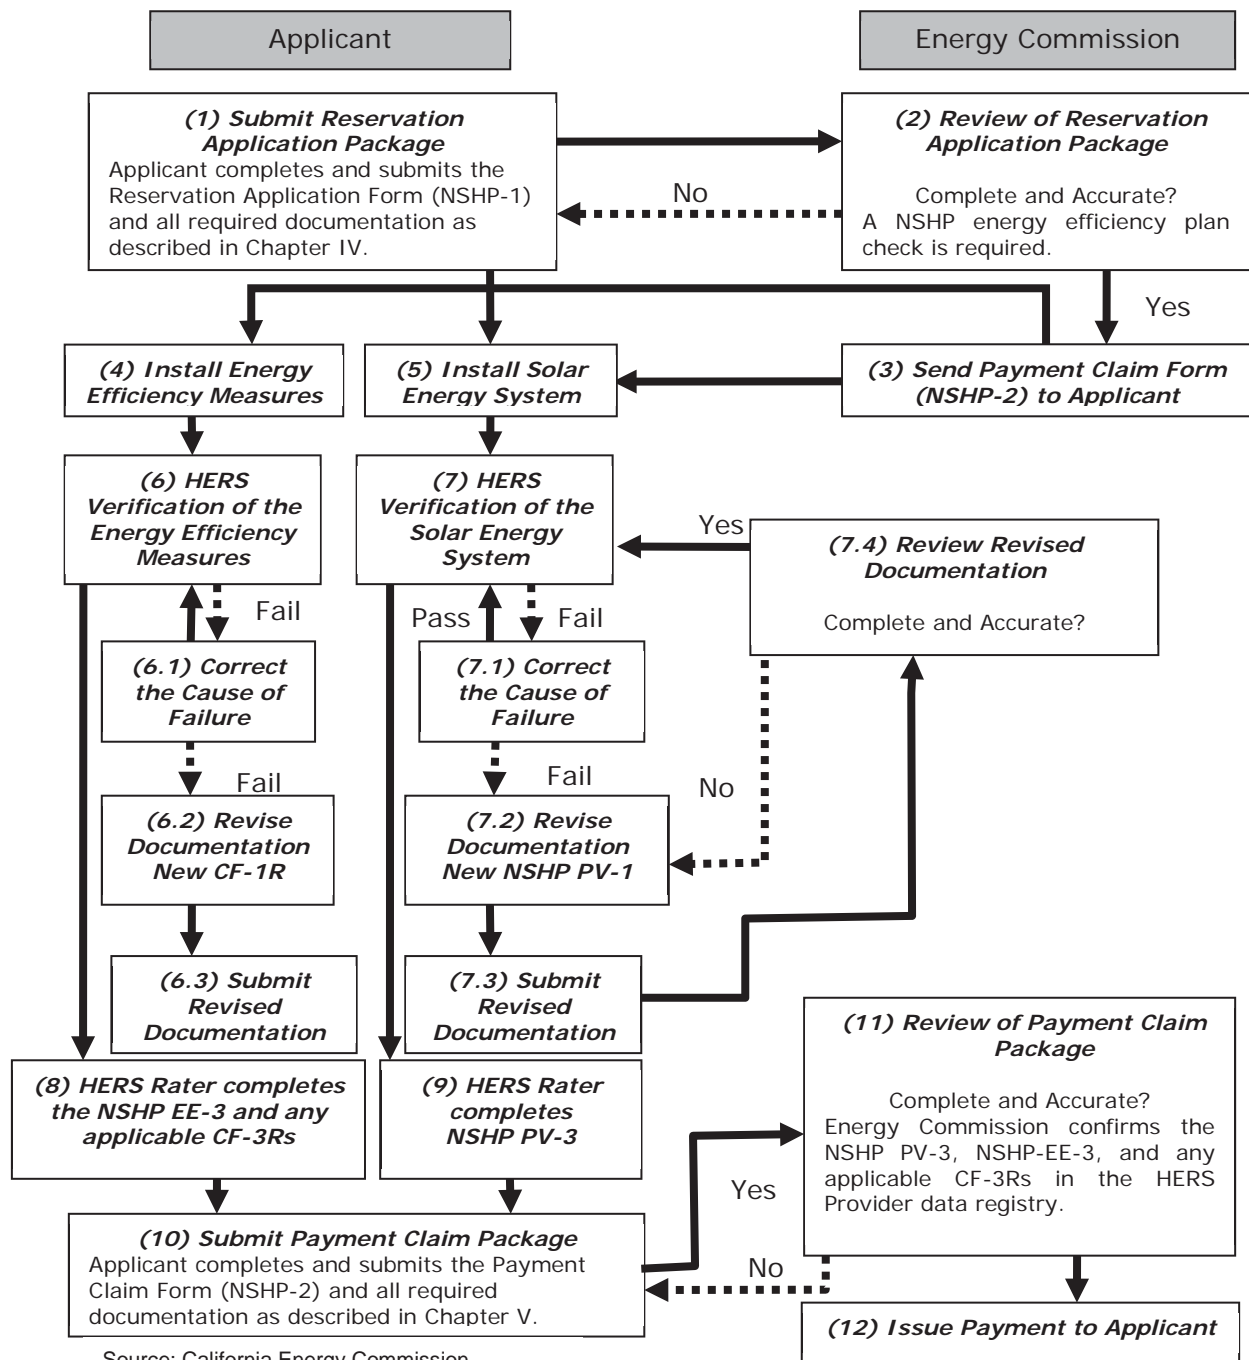 Applicant
Energy Commission
(1) Submit Reservation
Application Package
Applicant completes and submits the
Reservation Application Form (NSHP-1)
and all required documentation as
described in Chapter IV.
(2) Review of Reservation
Application Package
Complete and Accurate?
A NSHP energy efficiency plan
check is required.
No
Yes
(4) Install Energy
Efficiency Measures
(5) Install Solar
Energy System
(3) Send Payment Claim Form
(NSHP-2) to Applicant
(6) HERS
Verification of the
Energy Efficiency
Measures
(7) HERS
Verification of the
Solar Energy
System
Yes
(7.4) Review Revised
Documentation
Complete and Accurate?
Fail
Pass
Fail
(6.1) Correct
the Cause of
Failure
(7.1) Correct
the Cause of
Failure
Fail
Fail
No
(6.2) Revise
Documentation
New CF-1R
(7.2) Revise
Documentation
New NSHP PV-1
(6.3) Submit
Revised
Documentation
(7.3) Submit
Revised
Documentation
(8) HERS Rater completes
the NSHP EE-3 and any
applicable CF-3Rs
(9) HERS Rater
completes
NSHP PV-3
(11) Review of Payment Claim
Package
Complete and Accurate?
Energy Commission confirms the
NSHP PV-3, NSHP-EE-3, and any
applicable CF-3Rs in the HERS
Provider data registry.
Yes
No
(10) Submit Payment Claim Package
Applicant completes and submits the Payment
Claim Form (NSHP-2) and all required
documentation as described in Chapter V.
(12) Issue Payment to Applicant
Source: California Energy Commission